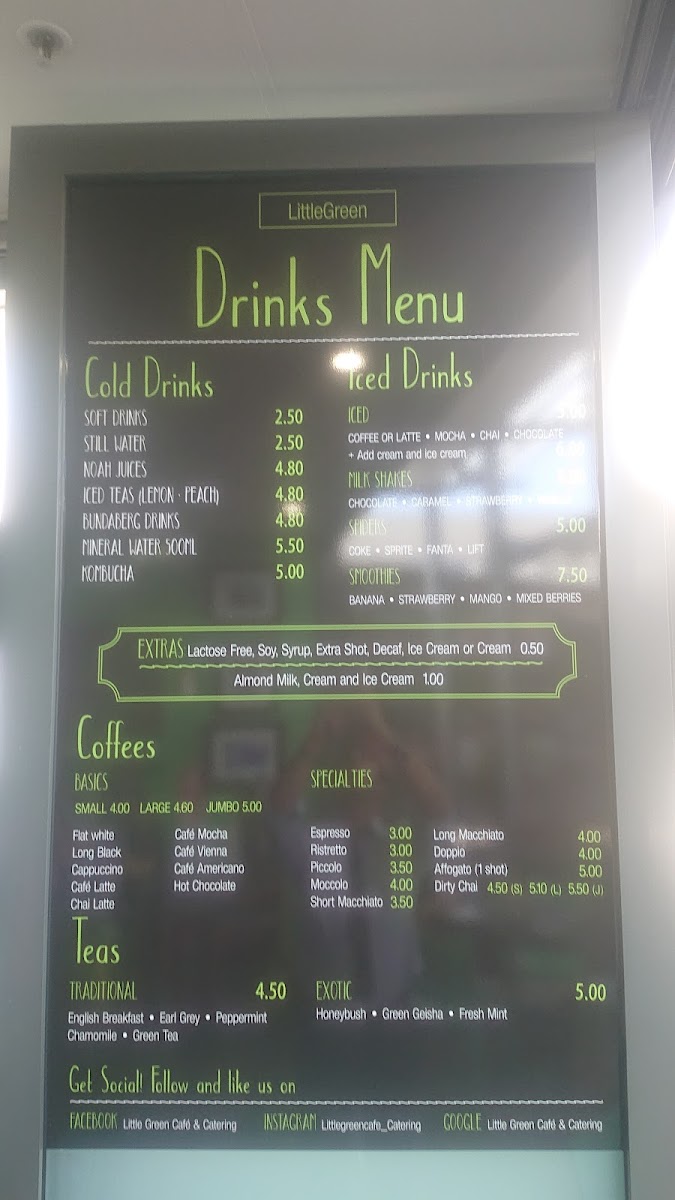 LittleGreen
Drinks Menu
Cold Drinks
SOFT DRINKS 2.50
STILL WATER 2.50
NOAH JUICES 4.80
ICED TEAS (LEMON · PEACH) 4.80
BUNDABERG DRINKS 4.80
MINERAL WATER 500ML 5.50
KOMBUCHA 5.00
Iced Drinks
ICED 5.00
COFFEE OR LATTE • MOCHA • CHAI • CHOCOLATE
+ Add cream and ice cream
MILK SHAKES
CHOCOLATE • CARAMEL • STRAWBERRY •
SPIDERS 5.00
COKE • SPRITE • FANTA • LIFT
SMOOTHIES 7.50
BANANA • STRAWBERRY • MANGO • MIXED BERRIES
EXTRAS Lactose Free, Soy, Syrup, Extra Shot, Decaf, Ice Cream or Cream 0.50
Almond Milk, Cream and Ice Cream 1.00
Coffees
BASICS
SMALL 4.00 LARGE 4.60 JUMBO 5.00
Flat white
Long Black
Cappuccino
Café Latte
Chai Latte
Café Mocha
Café Vienna
Café Americano
Hot Chocolate
SPECIALTIES
Espresso 3.00
Ristretto 3.00
Piccolo 3.50
Moccolo 4.00
Short Macchiato 3.50
Long Macchiato 4.00
Doppio 4.00
Affogato (1 shot) 5.00
Dirty Chai 4.50 (S) 5.10 (L) 5.50 (J)
Teas
TRADITIONAL 4.50
English Breakfast • Earl Grey • Peppermint
Chamomile • Green Tea
EXOTIC 5.00
Honeybush • Green Geisha • Fresh Mint
Get Social! Follow and like us on
FACEBOOK Little Green Café & Catering INSTAGRAM Littlegreencafe_Catering GOOGLE Little Green Café & Catering